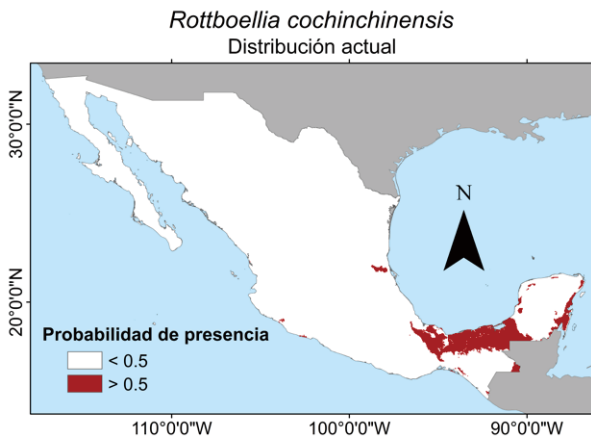 Rottboellia cochinchinensis
Distribución actual
30°0'0"N
20°0'0"N
N
Probabilidad de presencia
< 0.5
> 0.5
110°0'0"W
100°0'0"W
90°0'0"W